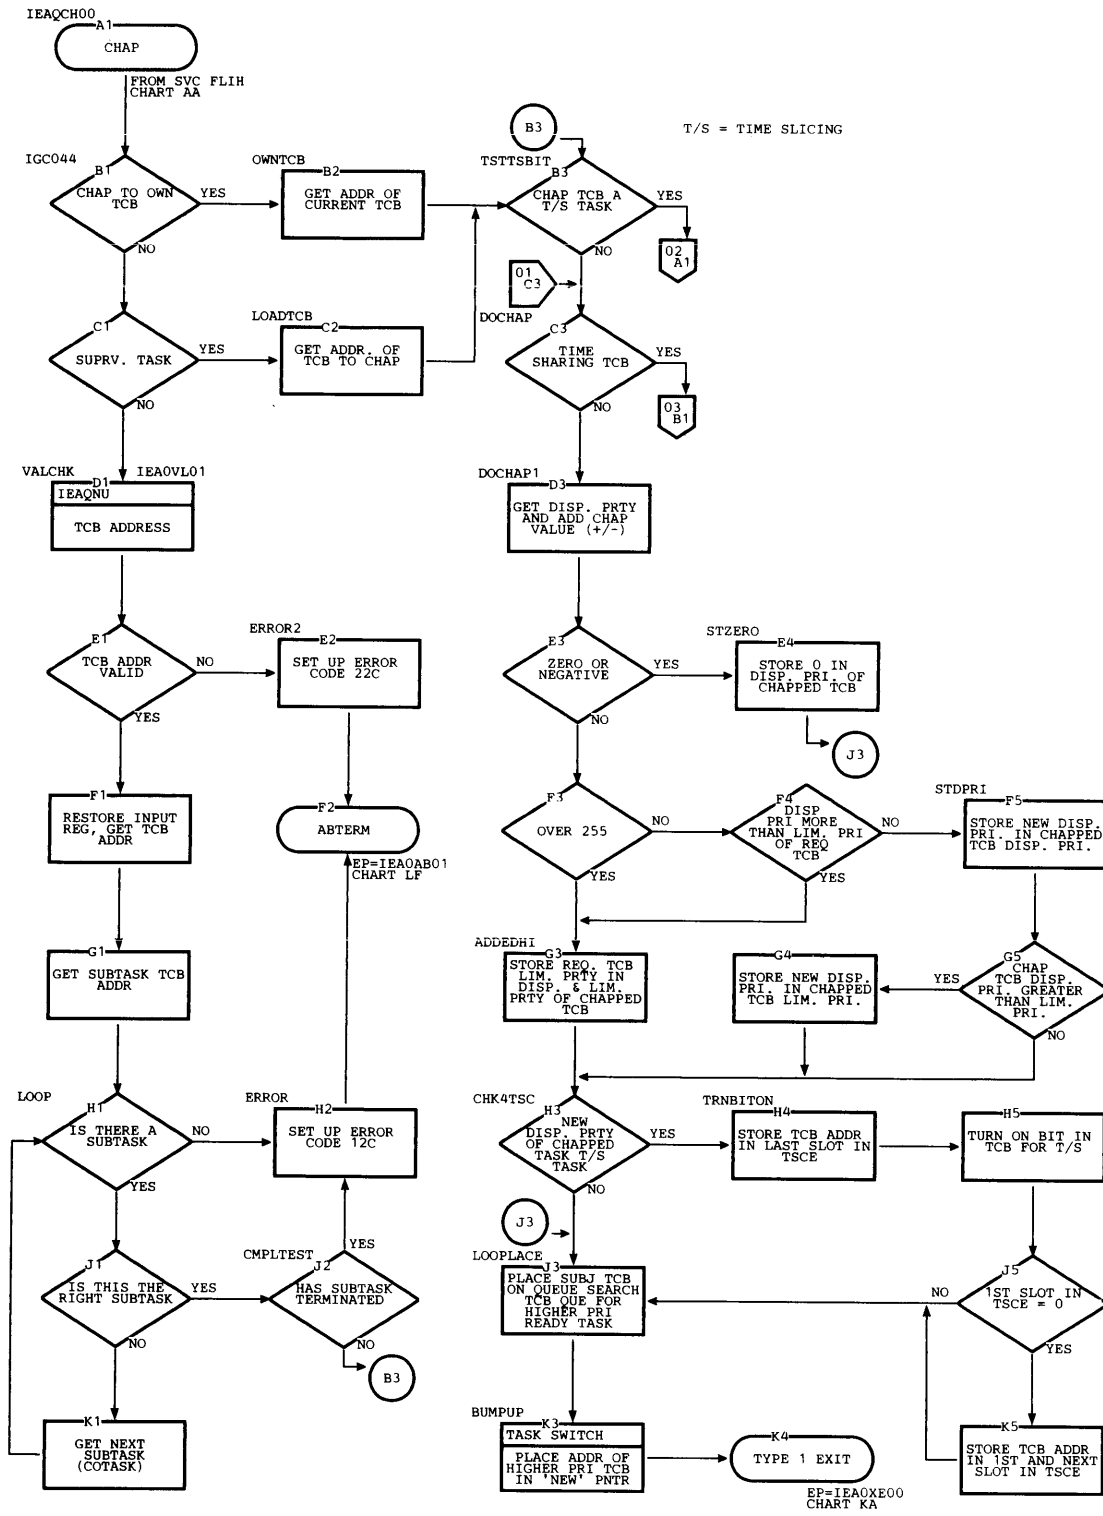 IEAQCH00
A1
CHAP
FROM SVC FLIH
CHART AA
B3
T/S = TIME SLICING
IGC044
B1
CHAP TO OWN
TCB
YES
NO
OWNTCB
B2
GET ADDR OF
CURRENT TCB
TSTTSBIT
B3
CHAP TCB A
T/S TASK
YES
NO
02
A1
01
C3
C1
SUPRV. TASK
YES
NO
LOADTCB
C2
GET ADDR. OF
TCB TO CHAP
DOCHAP
C3
TIME
SHARING TCB
YES
NO
03
B1
VALCHK
IEA0VL01
D1
IEAQNU
TCB ADDRESS
DOCHAP1
D3
GET DISP. PRTY
AND ADD CHAP
VALUE (+/-)
E1
TCB ADDR
VALID
NO
YES
ERROR2
E2
SET UP ERROR
CODE 22C
E3
ZERO OR
NEGATIVE
YES
NO
STZERO
E4
STORE 0 IN
DISP. PRI. OF
CHAPPED TCB
J3
F1
RESTORE INPUT
REG, GET TCB
ADDR
F2
ABTERM
EP=IEA0AB01
CHART LF
F3
OVER 255
NO
YES
F4
DISP
PRI MORE
THAN LIM. PRI
OF REQ
TCB
NO
YES
STDPRI
F5
STORE NEW DISP.
PRI. IN CHAPPED
TCB DISP. PRI.
G1
GET SUBTASK TCB
ADDR
ADDEDHI
G3
STORE REQ. TCB
LIM. PRTY IN
DISP. & LIM.
PRTY OF CHAPPED
TCB
G4
STORE NEW DISP.
PRI. IN CHAPPED
TCB LIM. PRI.
G5
CHAP
TCB DISP.
PRI. GREATER
THAN LIM.
PRI.
YES
NO
LOOP
H1
IS THERE A
SUBTASK
NO
YES
ERROR
H2
SET UP ERROR
CODE 12C
CHK4TSC
H3
NEW
DISP. PRTY
OF CHAPPED
TASK T/S
TASK
YES
NO
TRNBITON
H4
STORE TCB ADDR
IN LAST SLOT IN
TSCE
H5
TURN ON BIT IN
TCB FOR T/S
J3
J1
IS THIS THE
RIGHT SUBTASK
YES
NO
CMPLTEST
J2
HAS SUBTASK
TERMINATED
YES
NO
B3
LOOPLACE
J3
PLACE SUBJ TCB
ON QUEUE SEARCH
TCB QUE FOR
HIGHER PRI
READY TASK
J5
1ST SLOT IN
TSCE = 0
NO
YES
K1
GET NEXT
SUBTASK
(COTASK)
BUMPUP
K3
TASK SWITCH
PLACE ADDR OF
HIGHER PRI TCB
IN 'NEW' PNTR
K4
TYPE 1 EXIT
EP=IEA0XE00
CHART KA
K5
STORE TCB ADDR
IN 1ST AND NEXT
SLOT IN TSCE